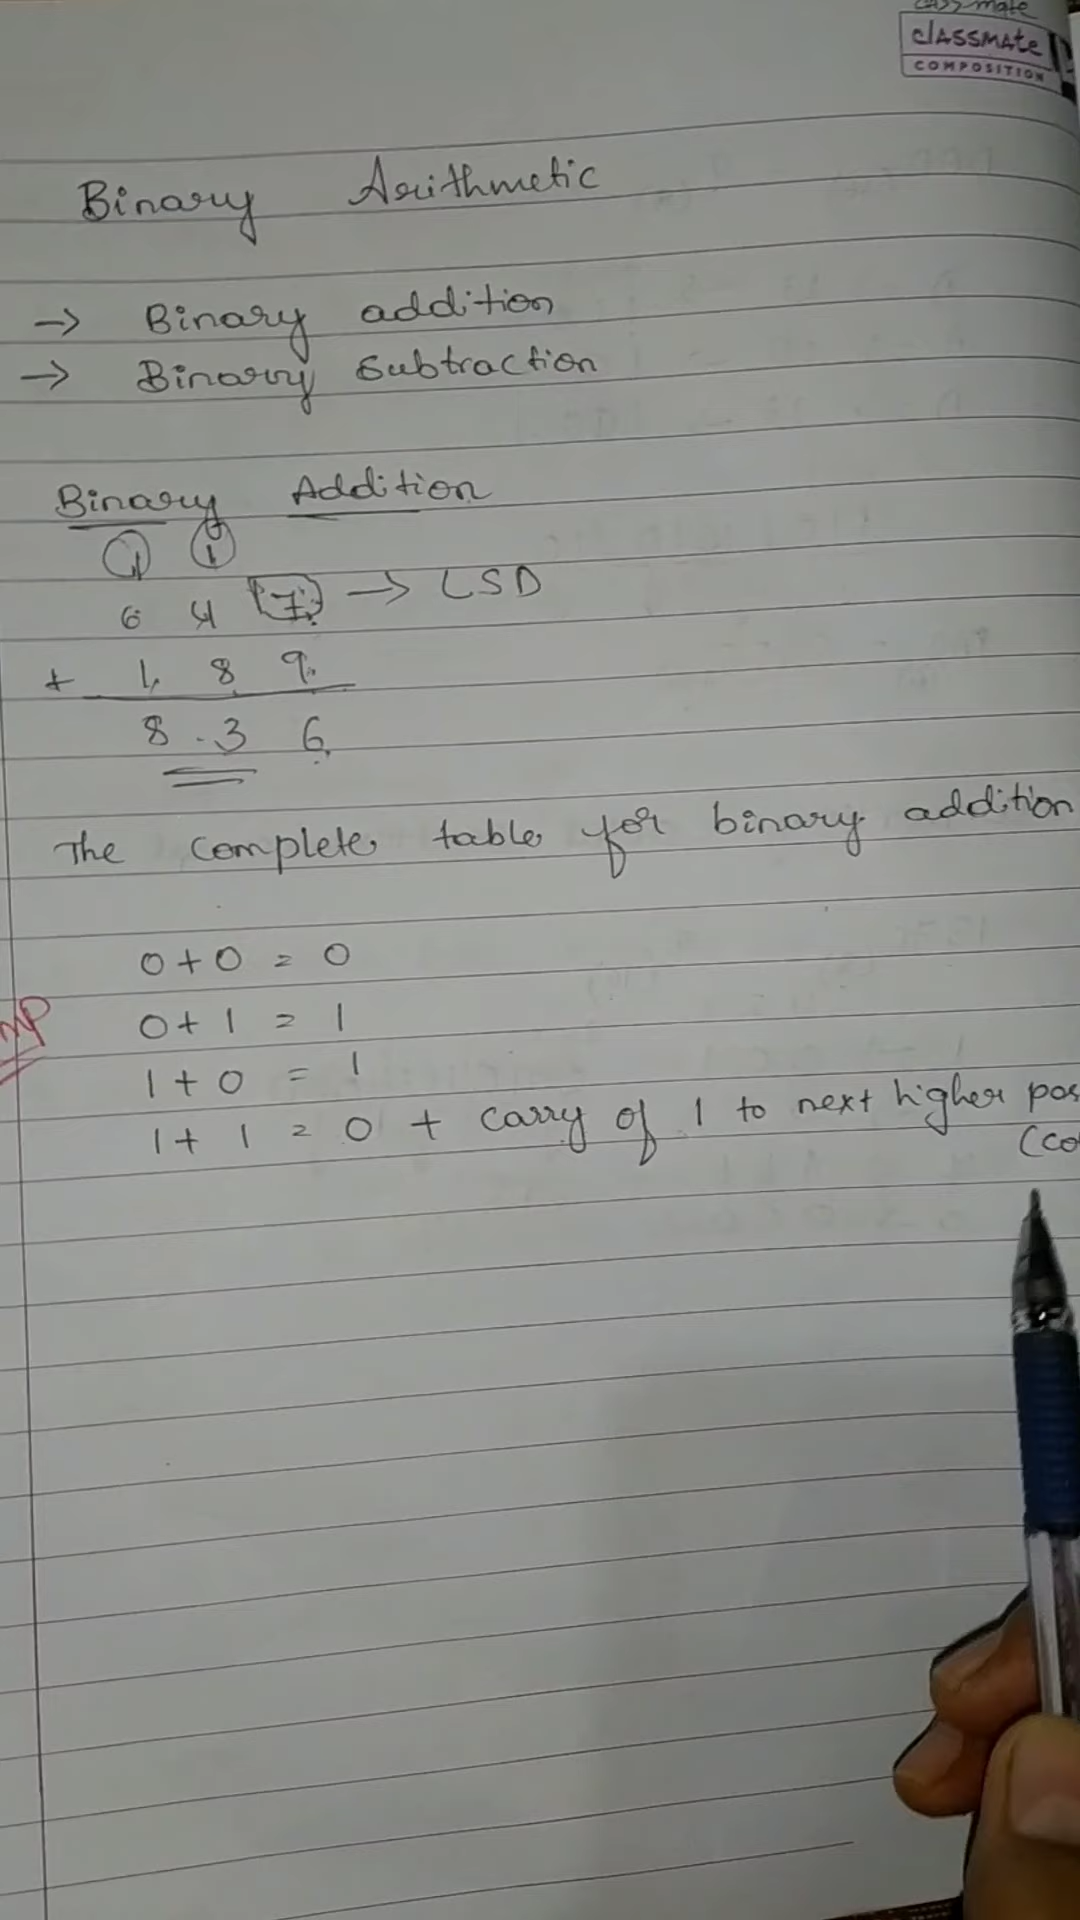 classmate
COMPOSITION
Binary Arithmetic
→ Binary addition
→ Binary Subtraction
Binary Addition
1 1
6 4 7 → LSD
+ 1 8 9
8 3 6
The complete table for binary addition
0 + 0 = 0
0 + 1 = 1
1 + 0 = 1
1 + 1 = 0 + carry of 1 to next higher pos
(co